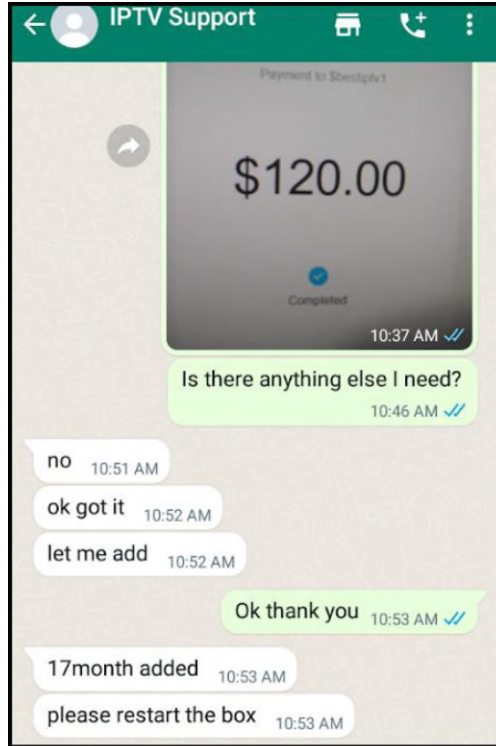 IPTV Support
Payment to $bestiptv1
$120.00
Completed
10:37 AM
Is there anything else I need?
10:46 AM
no 10:51 AM
ok got it 10:52 AM
let me add 10:52 AM
Ok thank you 10:53 AM
17month added 10:53 AM
please restart the box 10:53 AM